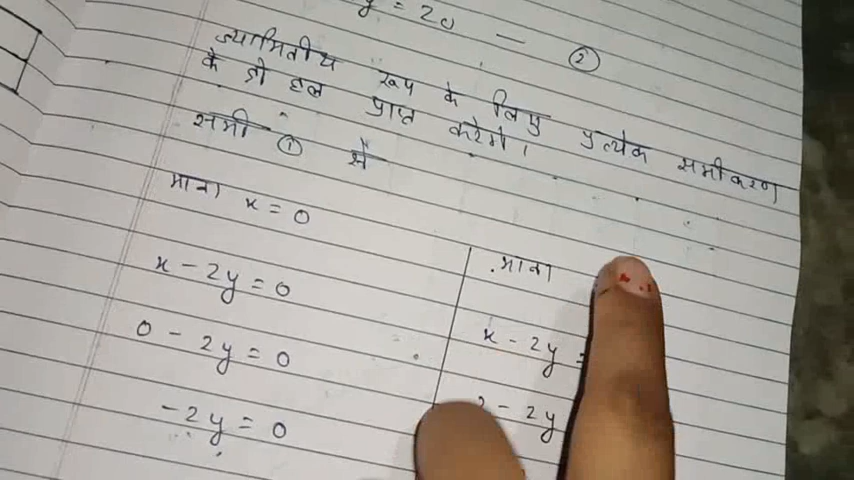 y = 20 — ②
ज्यामितीय रूप के लिए प्रत्येक समीकरण
के दो हल प्राप्त करेगे।
समी ① से
माना x = 0
x - 2y = 0
0 - 2y = 0
-2y = 0
माना
x - 2y =
- 2y